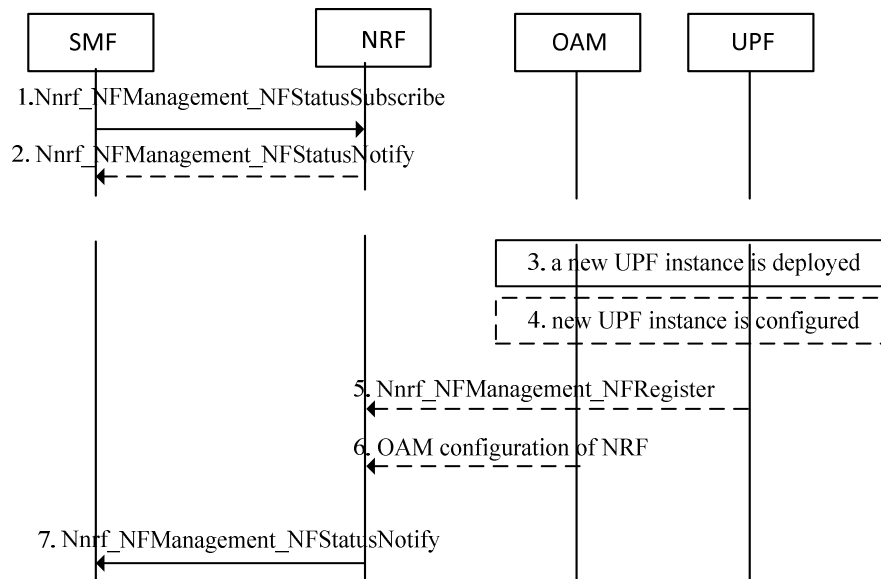 SMF
NRF
OAM
UPF
1.Nnrf_NFManagement_NFStatusSubscribe
2. Nnrf_NFManagement_NFStatusNotify
3. a new UPF instance is deployed
4. new UPF instance is configured
5. Nnrf_NFManagement_NFRegister
6. OAM configuration of NRF
7. Nnrf_NFManagement_NFStatusNotify